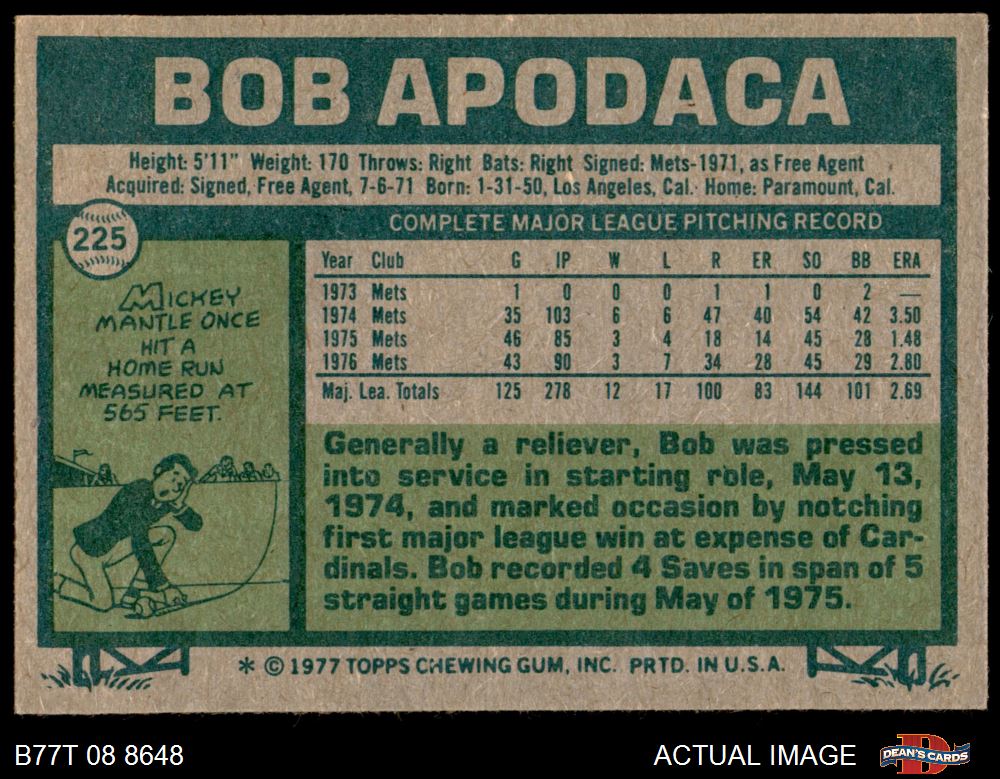 BOB APODACA
Height: 5'11" Weight: 170 Throws: Right Bats: Right Signed: Mets-1971, as Free Agent
Acquired: Signed, Free Agent, 7-6-71 Born: 1-31-50, Los Angeles, Cal. Home: Paramount, Cal.
225
MICKEY
MANTLE ONCE
HIT A
HOME RUN
MEASURED AT
565 FEET.
COMPLETE MAJOR LEAGUE PITCHING RECORD
Year Club G IP W L R ER SO BB ERA
1973 Mets 1 0 0 0 1 1 0 2 —
1974 Mets 35 103 6 6 47 40 54 42 3.50
1975 Mets 46 85 3 4 18 14 45 28 1.48
1976 Mets 43 90 3 7 34 28 45 29 2.80
Maj. Lea. Totals 125 278 12 17 100 83 144 101 2.69
Generally a reliever, Bob was pressed
into service in starting role, May 13,
1974, and marked occasion by notching
first major league win at expense of Car-
dinals. Bob recorded 4 Saves in span of 5
straight games during May of 1975.
* © 1977 TOPPS CHEWING GUM, INC. PRTD. IN U.S.A.
B77T 08 8648
ACTUAL IMAGE
D
DEAN'S CARDS